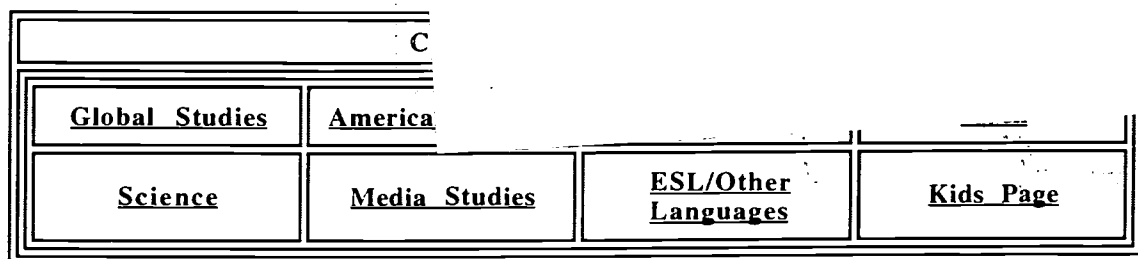 C
Global Studies America
Science Media Studies ESL/Other Languages Kids Page